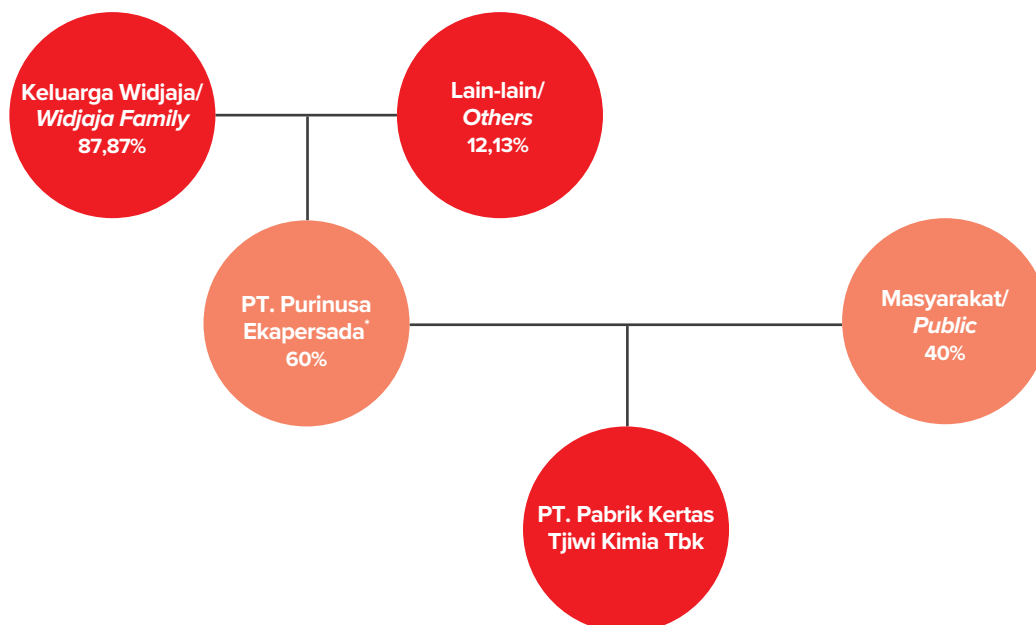 Keluarga Widjaja/
Widjaja Family
87,87%
Lain-lain/
Others
12,13%
PT. Purinusa
Ekapersada*
60%
Masyarakat/
Public
40%
PT. Pabrik Kertas
Tjiwi Kimia Tbk